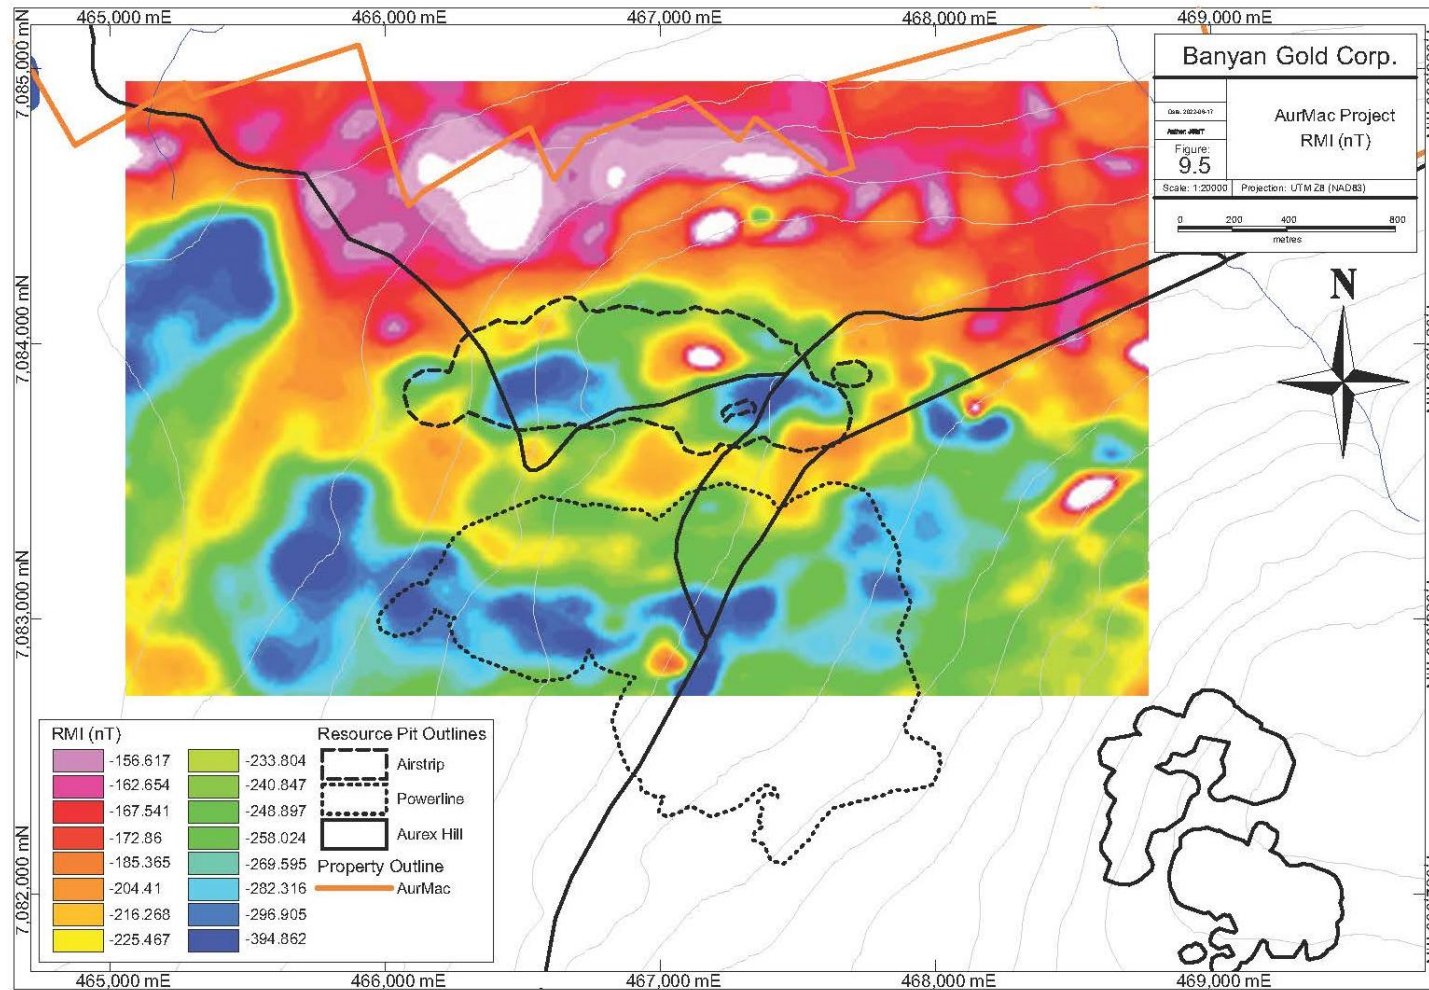 465,000 mE 466,000 mE 467,000 mE 468,000 mE 469,000 mE
7,085,000 mN
7,084,000 mN
7,083,000 mN
7,082,000 mN
Banyan Gold Corp.
AurMac Project
RMI (nT)
Figure:
9.5
Scale: 1:20000 Projection: UTM Z8 (NAD83)
0 200 400 800
metres
N
RMI (nT)
-156.617
-162.654
-167.541
-172.86
-185.365
-204.41
-216.268
-225.467
-233.804
-240.847
-248.897
-258.024
-269.595
-282.316
-296.905
-394.862
Resource Pit Outlines
Airstrip
Powerline
Aurex Hill
Property Outline
AurMac
465,000 mE 466,000 mE 467,000 mE 468,000 mE 469,000 mE